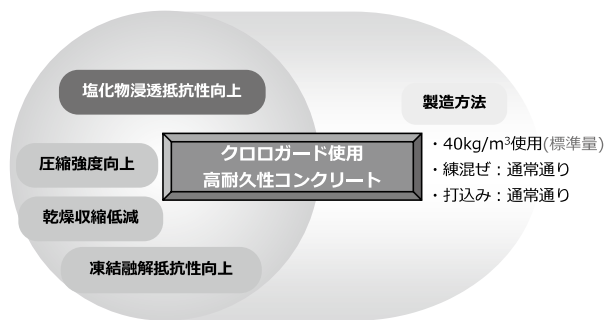 塩化物浸透抵抗性向上
圧縮強度向上
乾燥収縮低減
凍結融解抵抗性向上
クロロガード使用
高耐久性コンクリート
製造方法
・40kg/m³使用(標準量)
・練混ぜ：通常通り
・打込み：通常通り